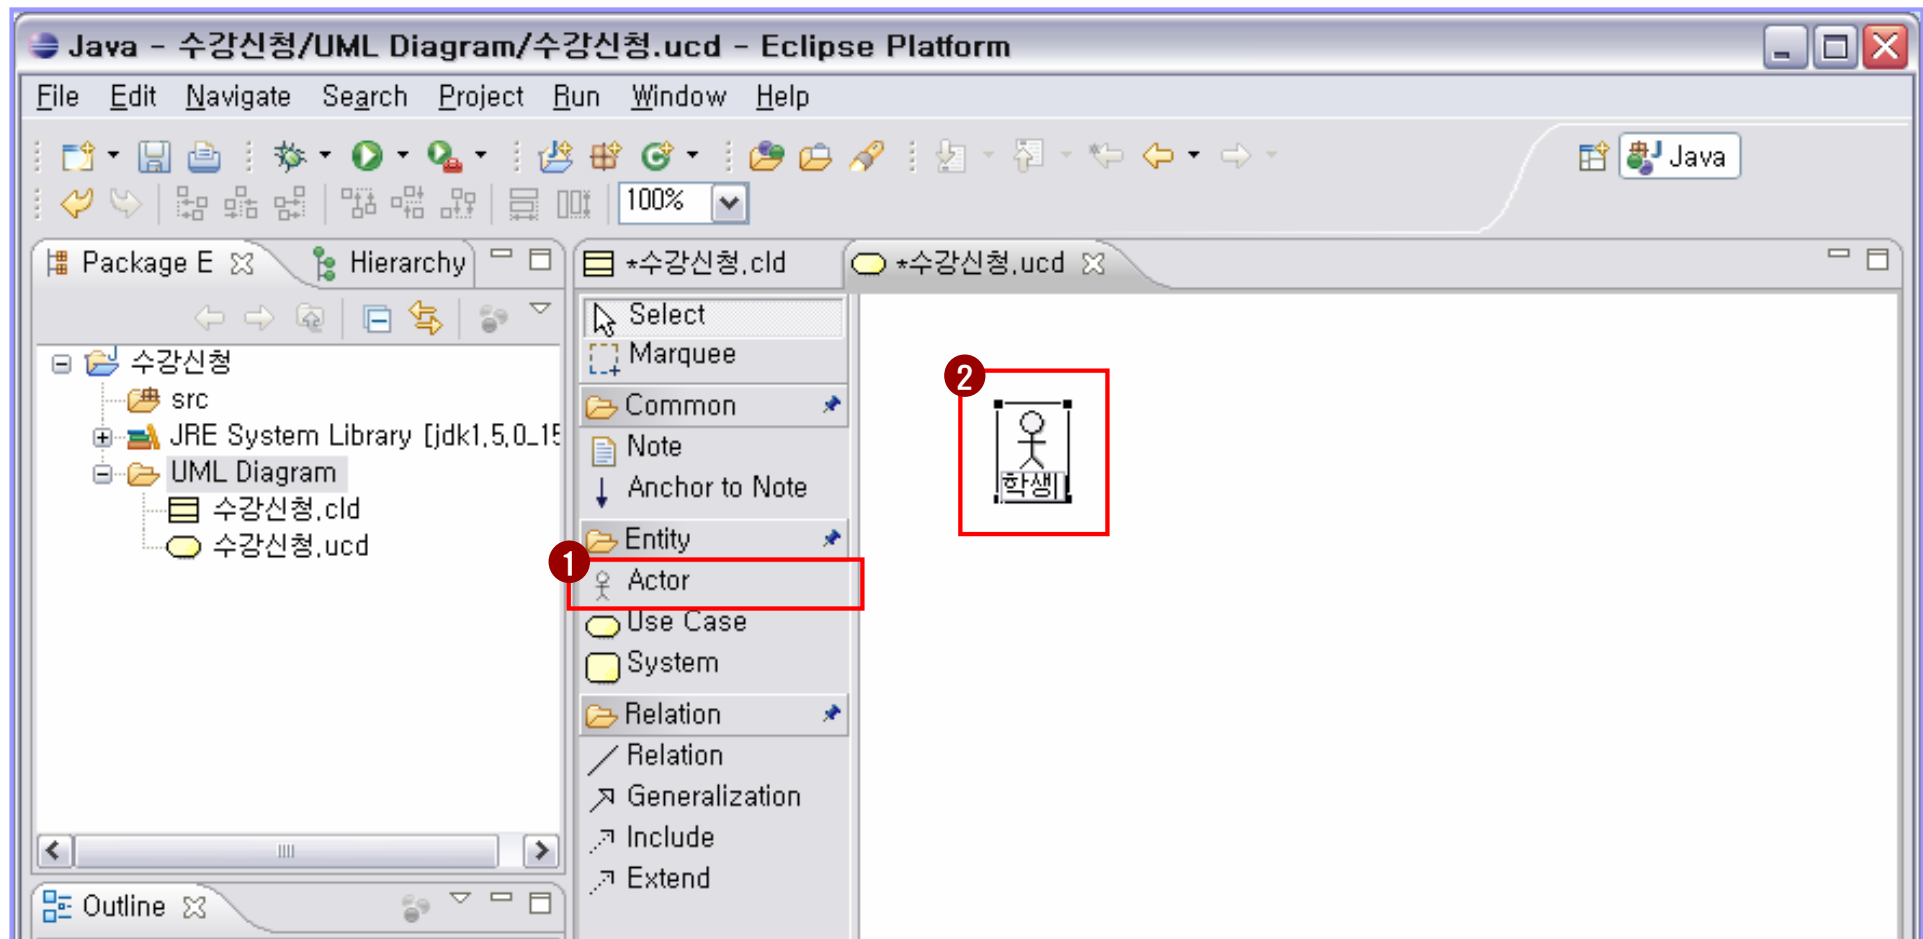 Java - 수강신청/UML Diagram/수강신청.ucd - Eclipse Platform
File Edit Navigate Search Project Run Window Help
Java
100%
Package E Hierarchy
*수강신청.cld *수강신청.ucd
수강신청
src
JRE System Library [jdk1.5.0_15
UML Diagram
수강신청.cld
수강신청.ucd
Outline
Select
Marquee
Common
Note
Anchor to Note
Entity
1
Actor
Use Case
System
Relation
Relation
Generalization
Include
Extend
2
학생